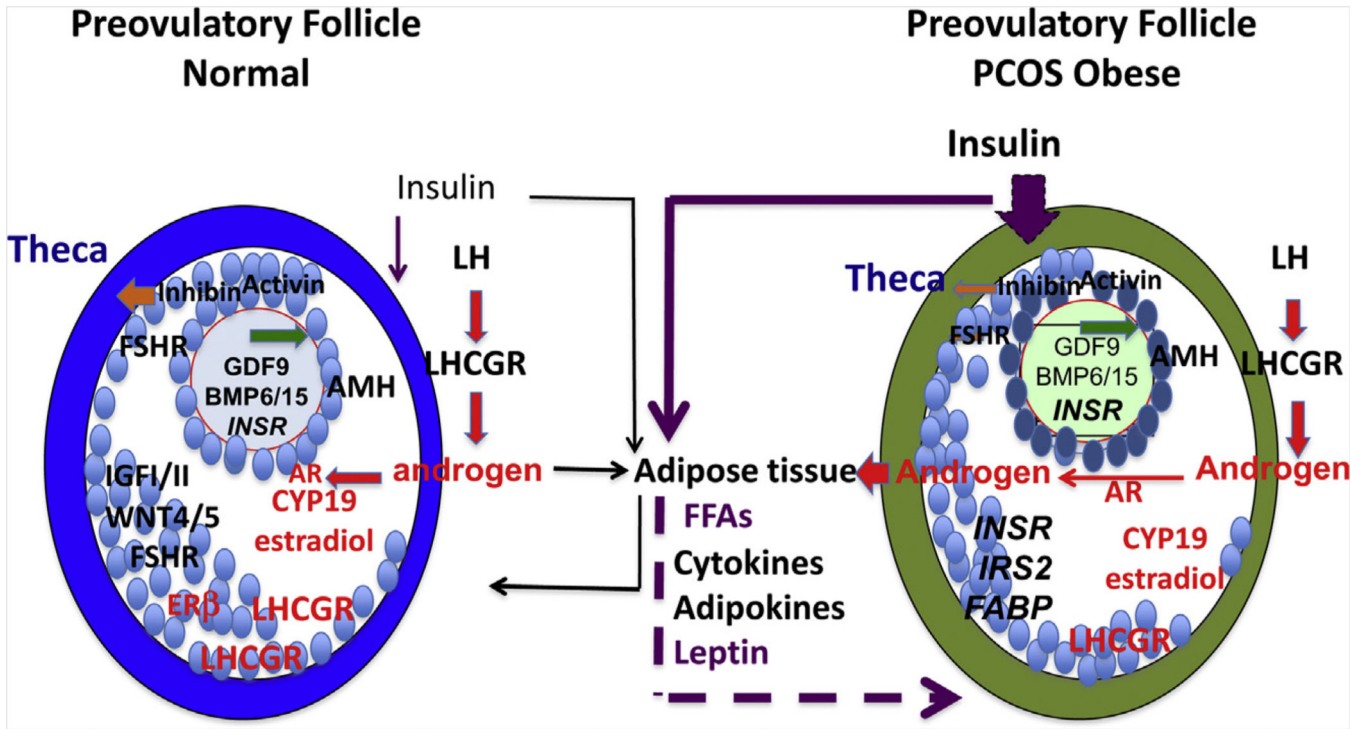 Preovulatory Follicle
Normal
Insulin
Theca
LH
Inhibin
Activin
FSHR
LHCGR
GDF9
BMP6/15
INSR
AMH
AR
androgen
CYP19
estradiol
IGFI/II
WNT4/5
FSHR
ERβ
LHCGR
LHCGR
Adipose tissue
FFAs
Cytokines
Adipokines
Leptin
Preovulatory Follicle
PCOS Obese
Insulin
Theca
LH
Inhibin
Activin
FSHR
LHCGR
GDF9
BMP6/15
INSR
AMH
Androgen
AR
Androgen
INSR
IRS2
FABP
CYP19
estradiol
LHCGR